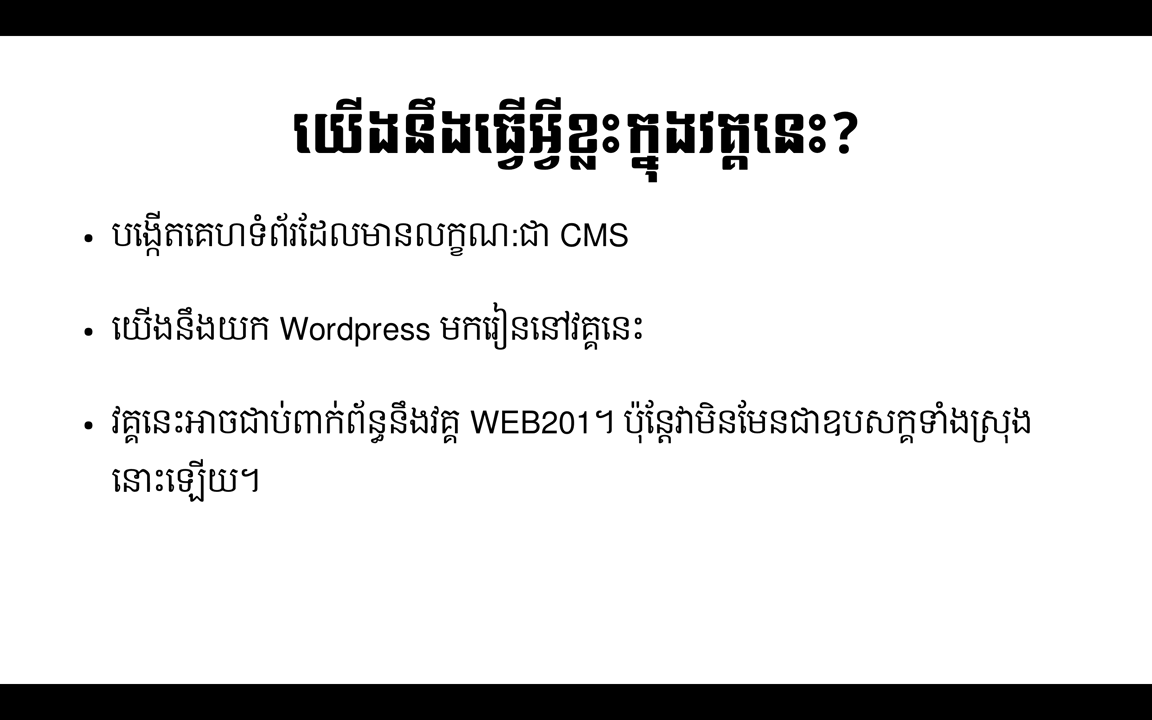 យើងនឹងធ្វើអ្វីខ្លះក្នុងវគ្គនេះ?
• បង្កើតគេហទំព័រដែលមានលក្ខណ:ជា CMS
• យើងនឹងយក Wordpress មករៀននៅវគ្គនេះ
• វគ្គនេះអាចជាប់ពាក់ព័ន្ធនឹងវគ្គ WEB201។ ប៉ុន្តែវាមិនមែនជាឧបសគ្គទាំងស្រុង
នោះឡើយ។